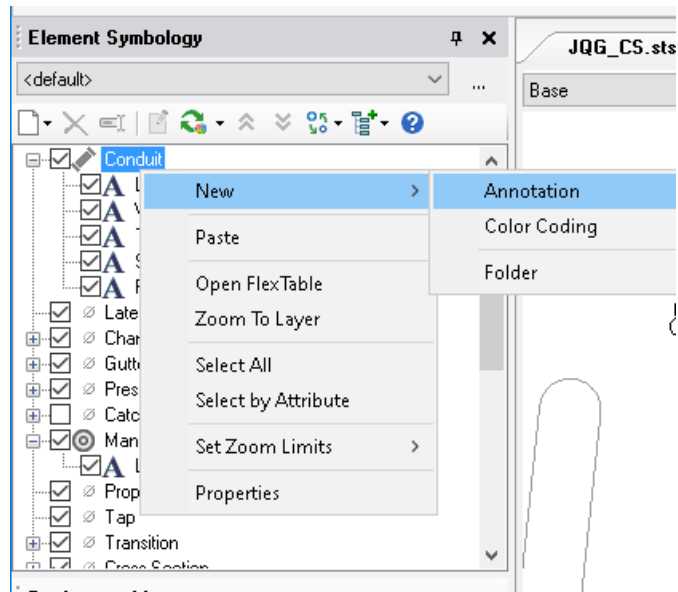 Element Symbology
JQG_CS.sts
<default>
...
Base
Conduit
New
Annotation
Paste
Color Coding
Open FlexTable
Folder
Zoom To Layer
Select All
Select by Attribute
Set Zoom Limits
Properties
Tap
Transition
Cross Section